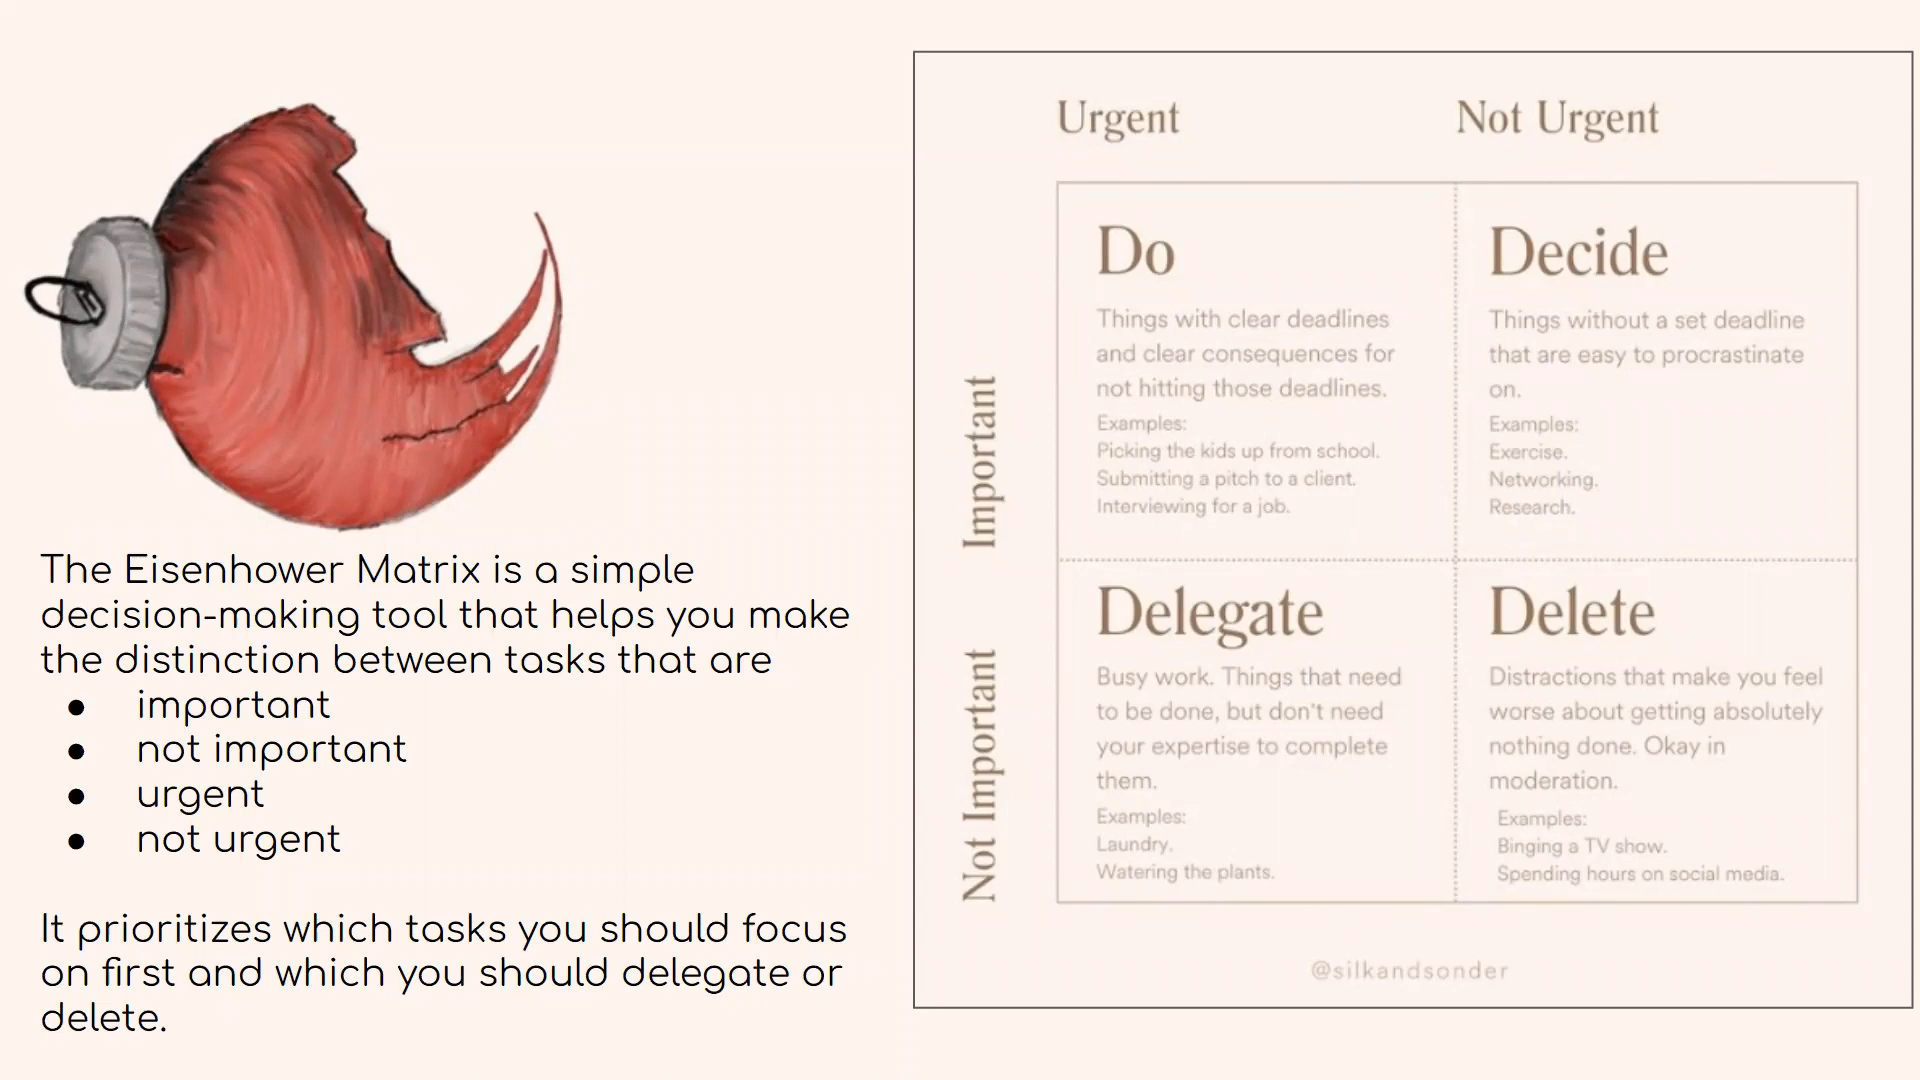 The Eisenhower Matrix is a simple
decision-making tool that helps you make
the distinction between tasks that are
● important
● not important
● urgent
● not urgent
It prioritizes which tasks you should focus
on first and which you should delegate or
delete.
Urgent
Not Urgent
Important
Do
Things with clear deadlines
and clear consequences for
not hitting those deadlines.
Examples:
Picking the kids up from school.
Submitting a pitch to a client.
Interviewing for a job.
Decide
Things without a set deadline
that are easy to procrastinate
on.
Examples:
Exercise.
Networking.
Research.
Not Important
Delegate
Busy work. Things that need
to be done, but don't need
your expertise to complete
them.
Examples:
Laundry.
Watering the plants.
Delete
Distractions that make you feel
worse about getting absolutely
nothing done. Okay in
moderation.
Examples:
Binging a TV show.
Spending hours on social media.
@silkandsonder